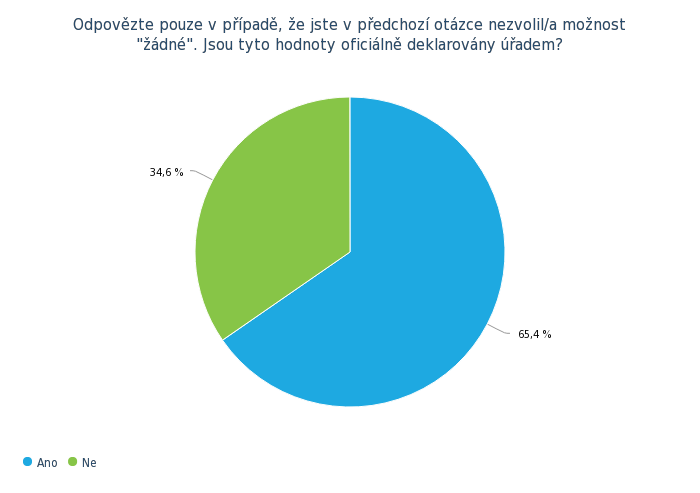 Odpovězte pouze v případě, že jste v předchozí otázce nezvolil/a možnost
"žádné". Jsou tyto hodnoty oficiálně deklarovány úřadem?
34,6 %
65,4 %
Ano
Ne